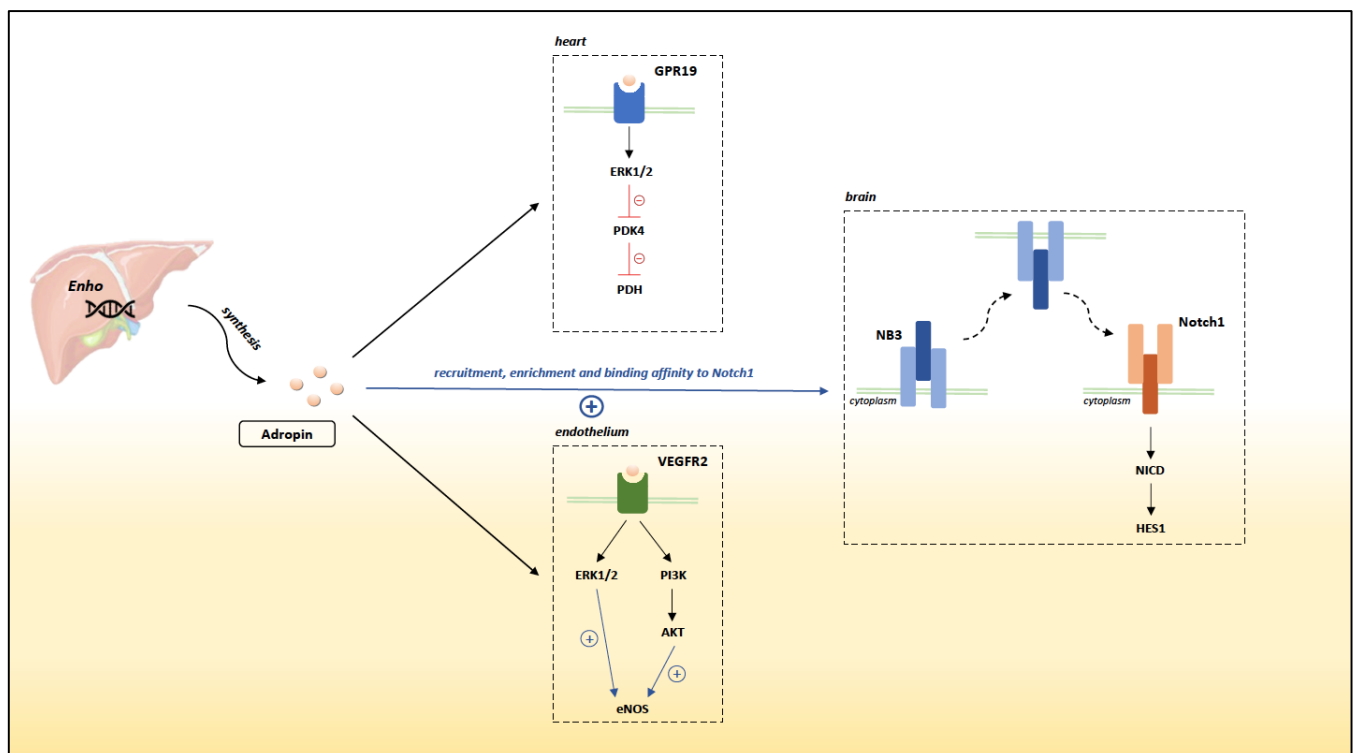 heart
GPR19
ERK1/2
PDK4
PDH
Enho
synthesis
Adropin
recruitment, enrichment and binding affinity to Notch1
endothelium
VEGFR2
ERK1/2
PI3K
AKT
eNOS
brain
NB3
cytoplasm
Notch1
cytoplasm
NICD
HES1